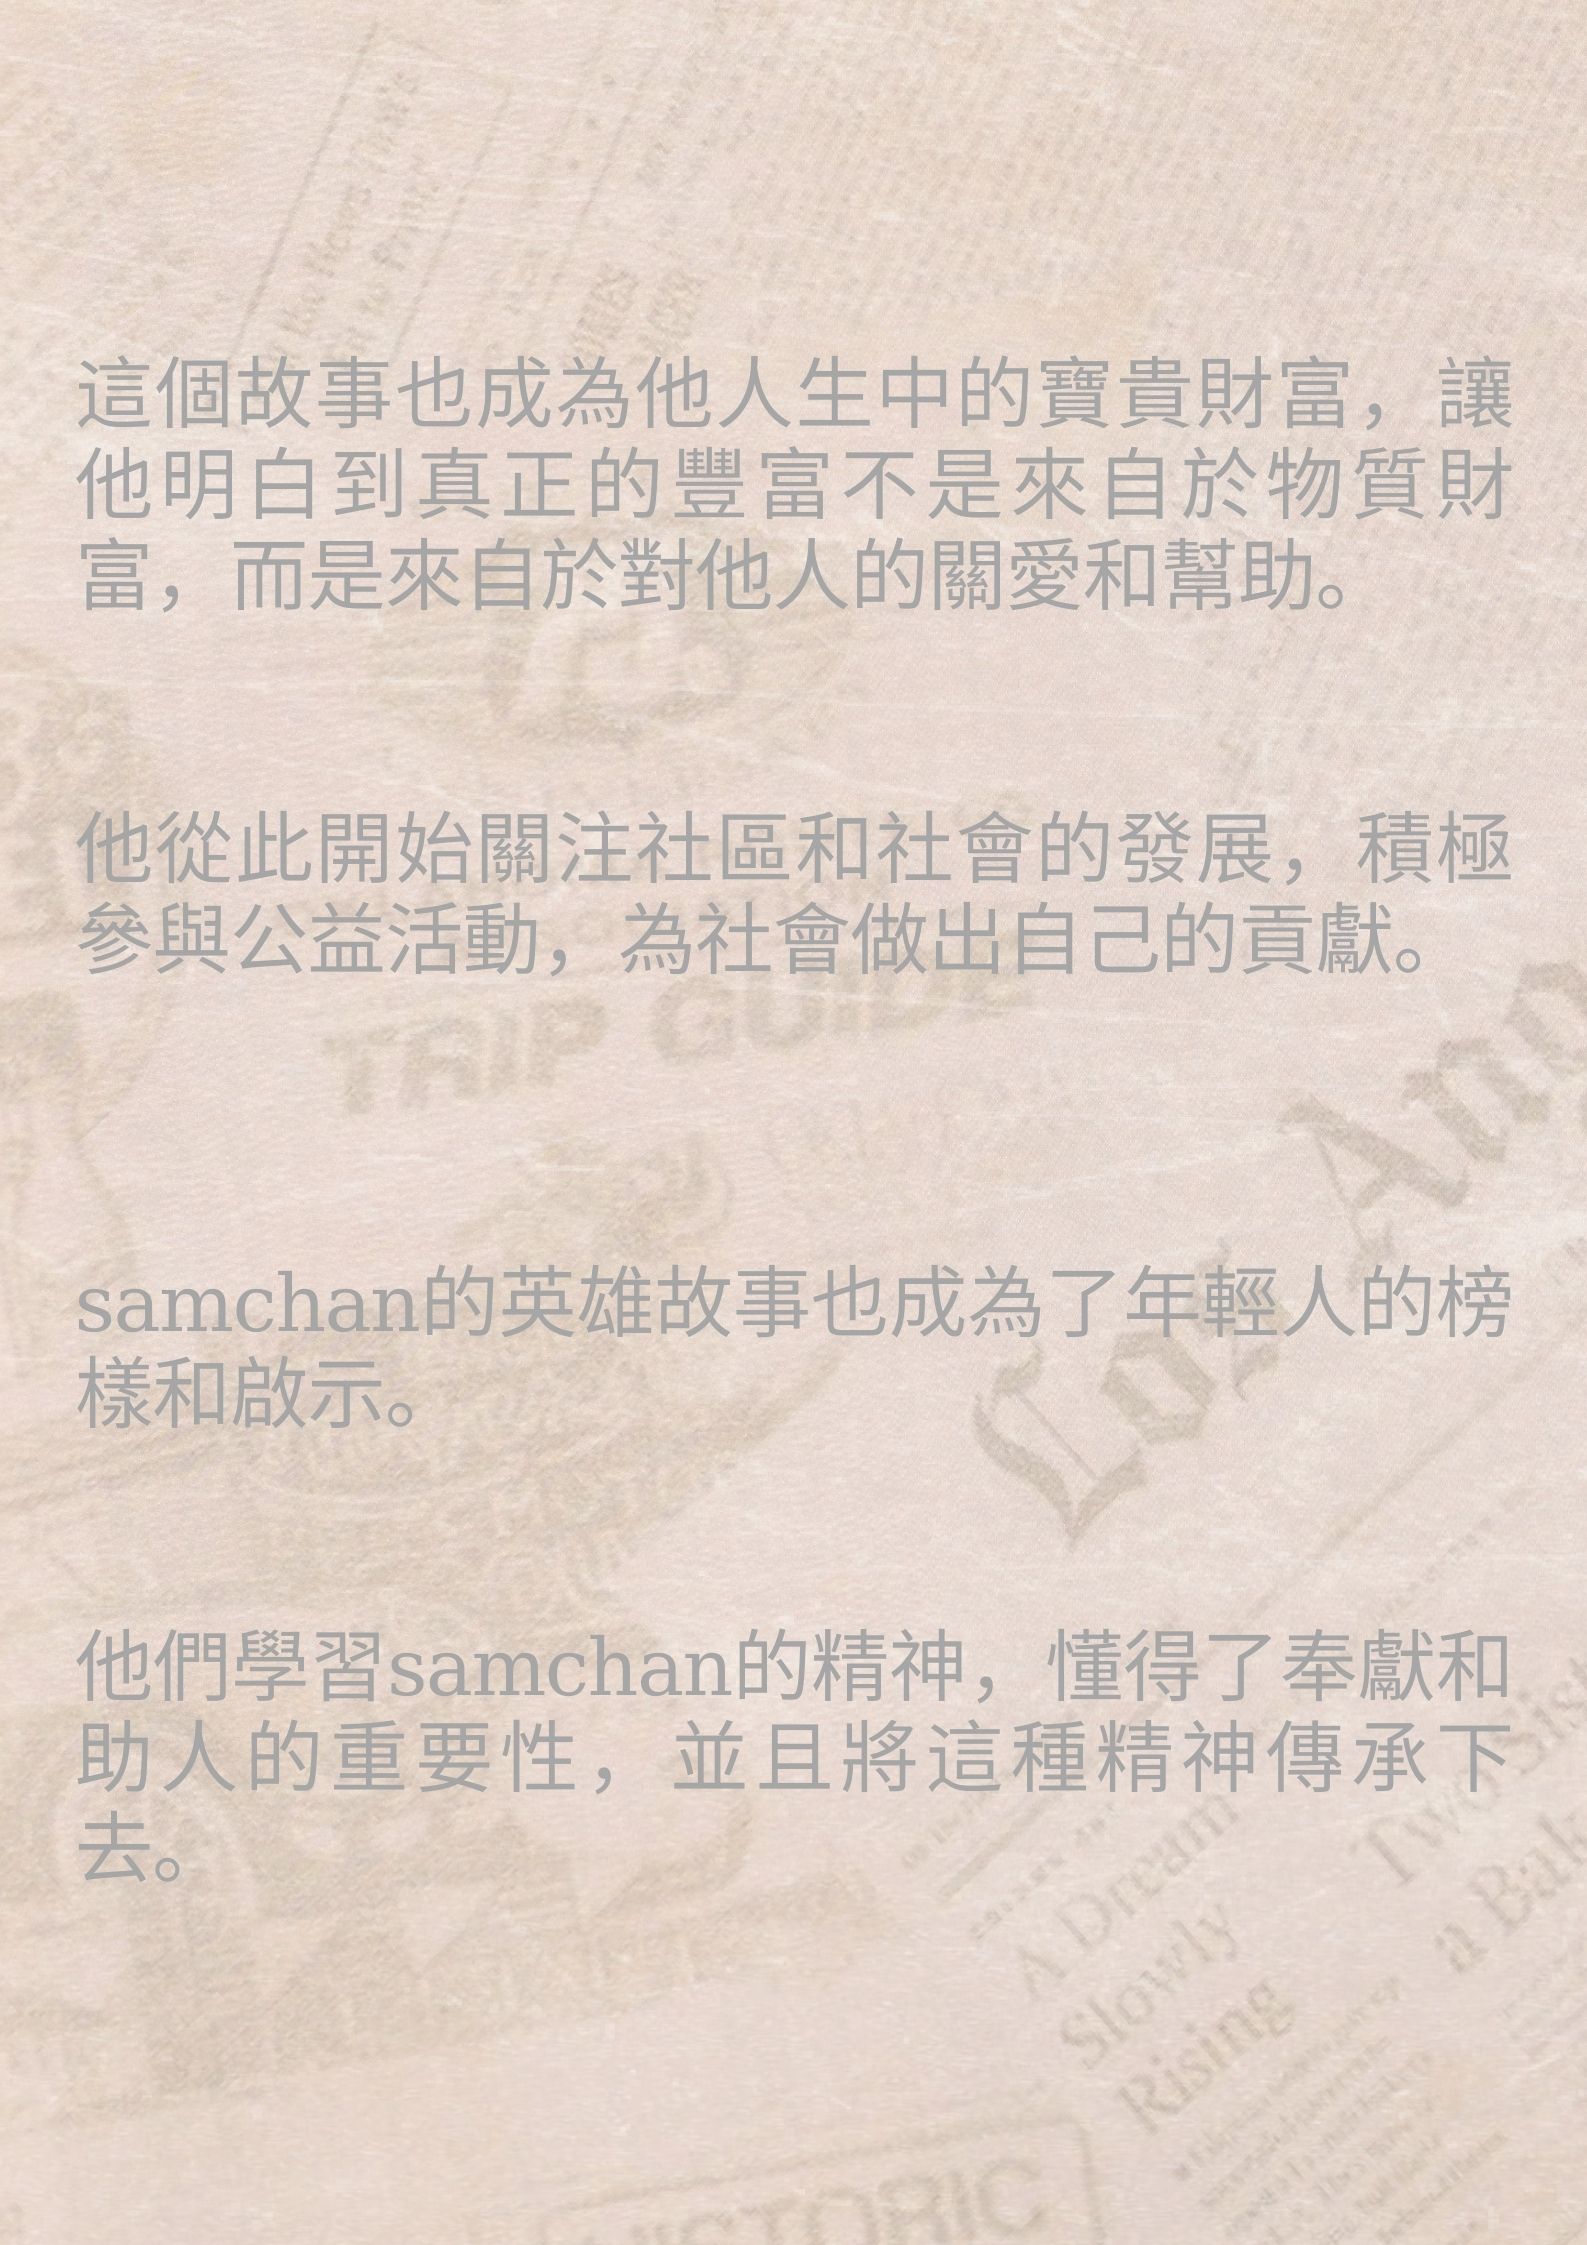 這個故事也成為他人生中的寶貴財富，讓
他明白到真正的豐富不是來自於物質財
富，而是來自於對他人的關愛和幫助。
他從此開始關注社區和社會的發展，積極
參與公益活動，為社會做出自己的貢獻。
TRIP GUIDE
Los Ang
samchan的英雄故事也成為了年輕人的榜
樣和啟示。
他們學習samchan的精神，懂得了奉獻和
助人的重要性，並且將這種精神傳承下
去。
A Dream
Slowly
Rising
a Bak